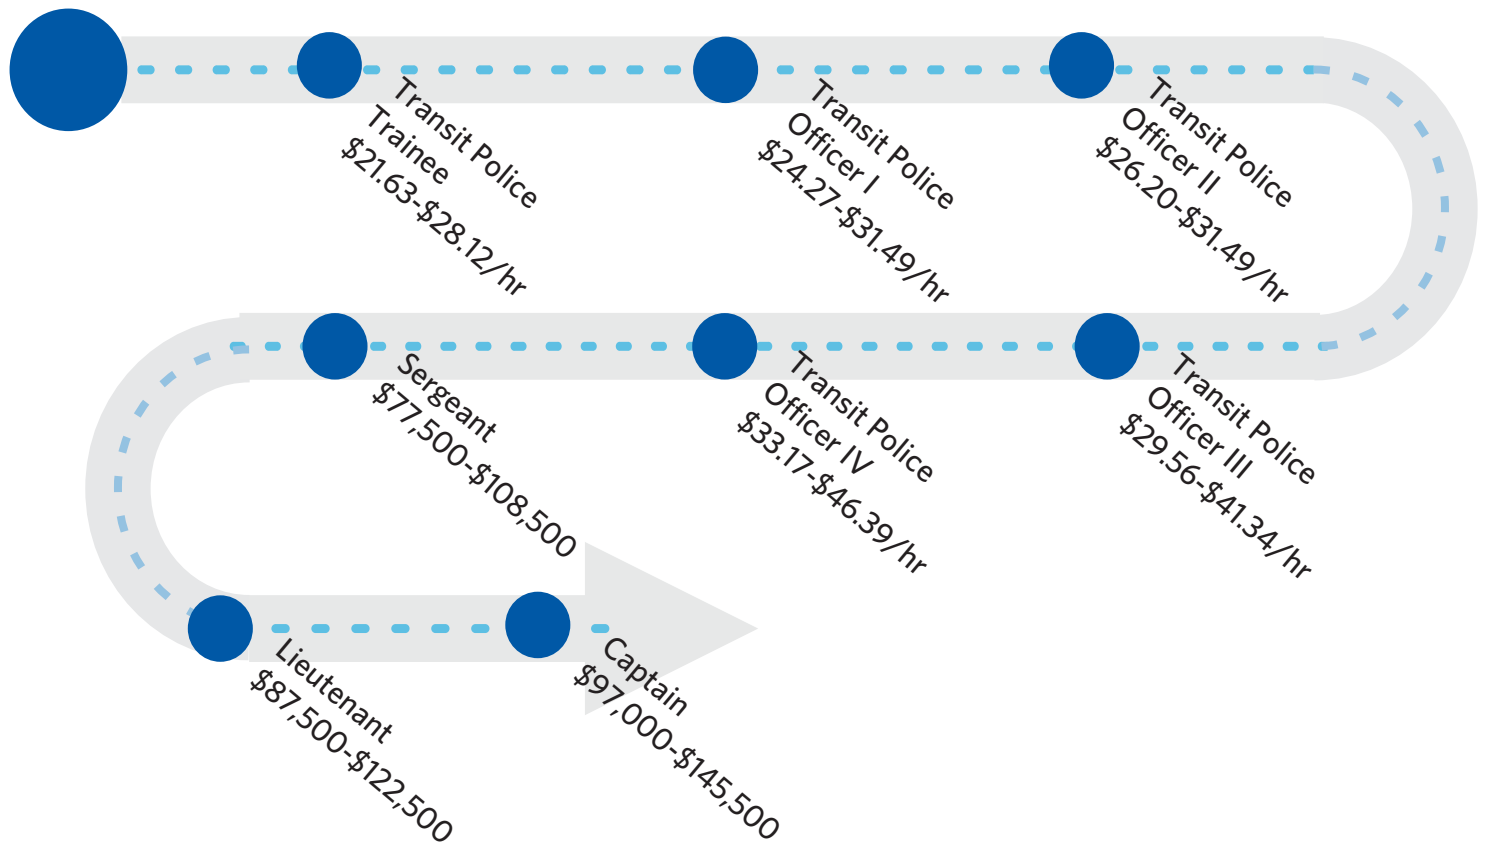 Transit Police
Trainee
$21.63-$28.12/hr
Transit Police
Officer I
$24.27-$31.49/hr
Transit Police
Officer II
$26.20-$31.49/hr
Transit Police
Officer III
$29.56-$41.34/hr
Transit Police
Officer IV
$33.17-$46.39/hr
Sergeant
$77,500-$108,500
Lieutenant
$87,500-$122,500
Captain
$97,000-$145,500